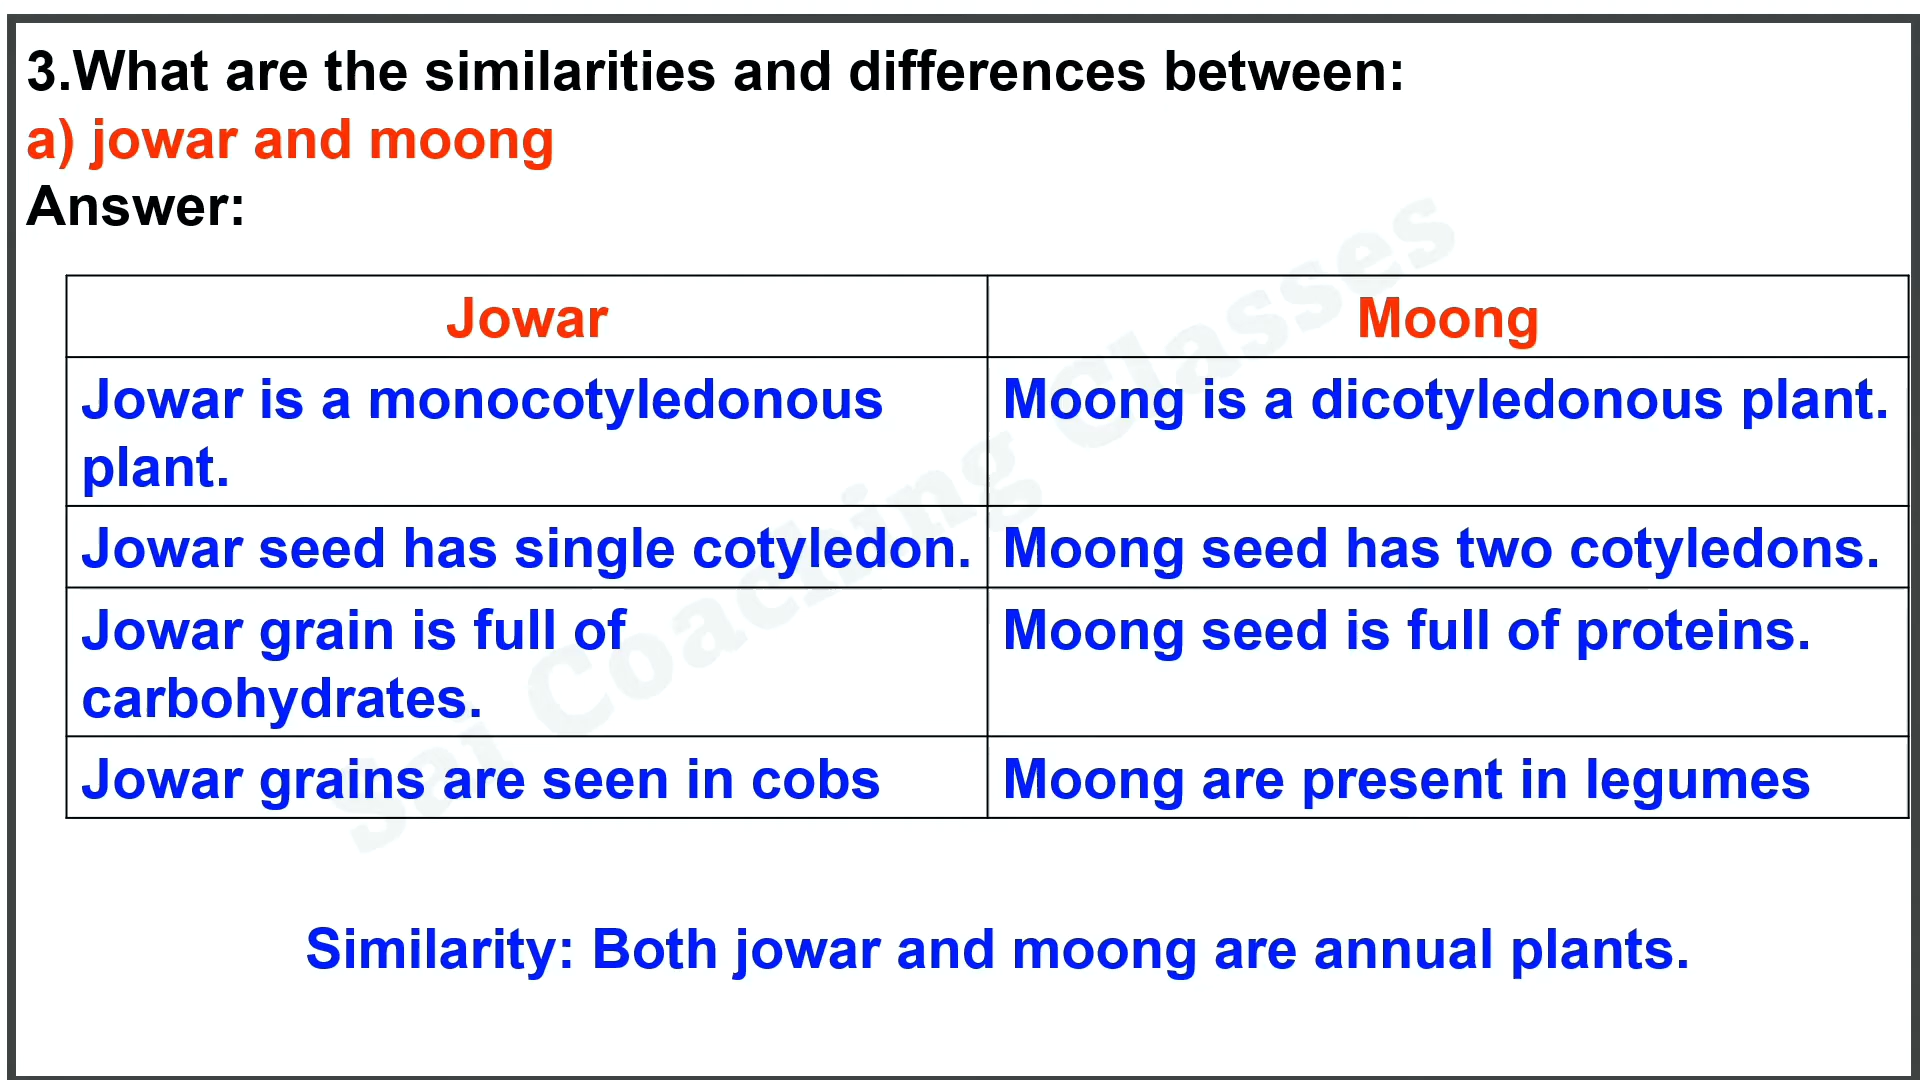 3.What are the similarities and differences between:
a) jowar and moong
Answer:
Jowar
Moong
Jowar is a monocotyledonous
plant.
Moong is a dicotyledonous plant.
Jowar seed has single cotyledon.
Moong seed has two cotyledons.
Jowar grain is full of
carbohydrates.
Moong seed is full of proteins.
Jowar grains are seen in cobs
Moong are present in legumes
Similarity: Both jowar and moong are annual plants.
Coaching Classes